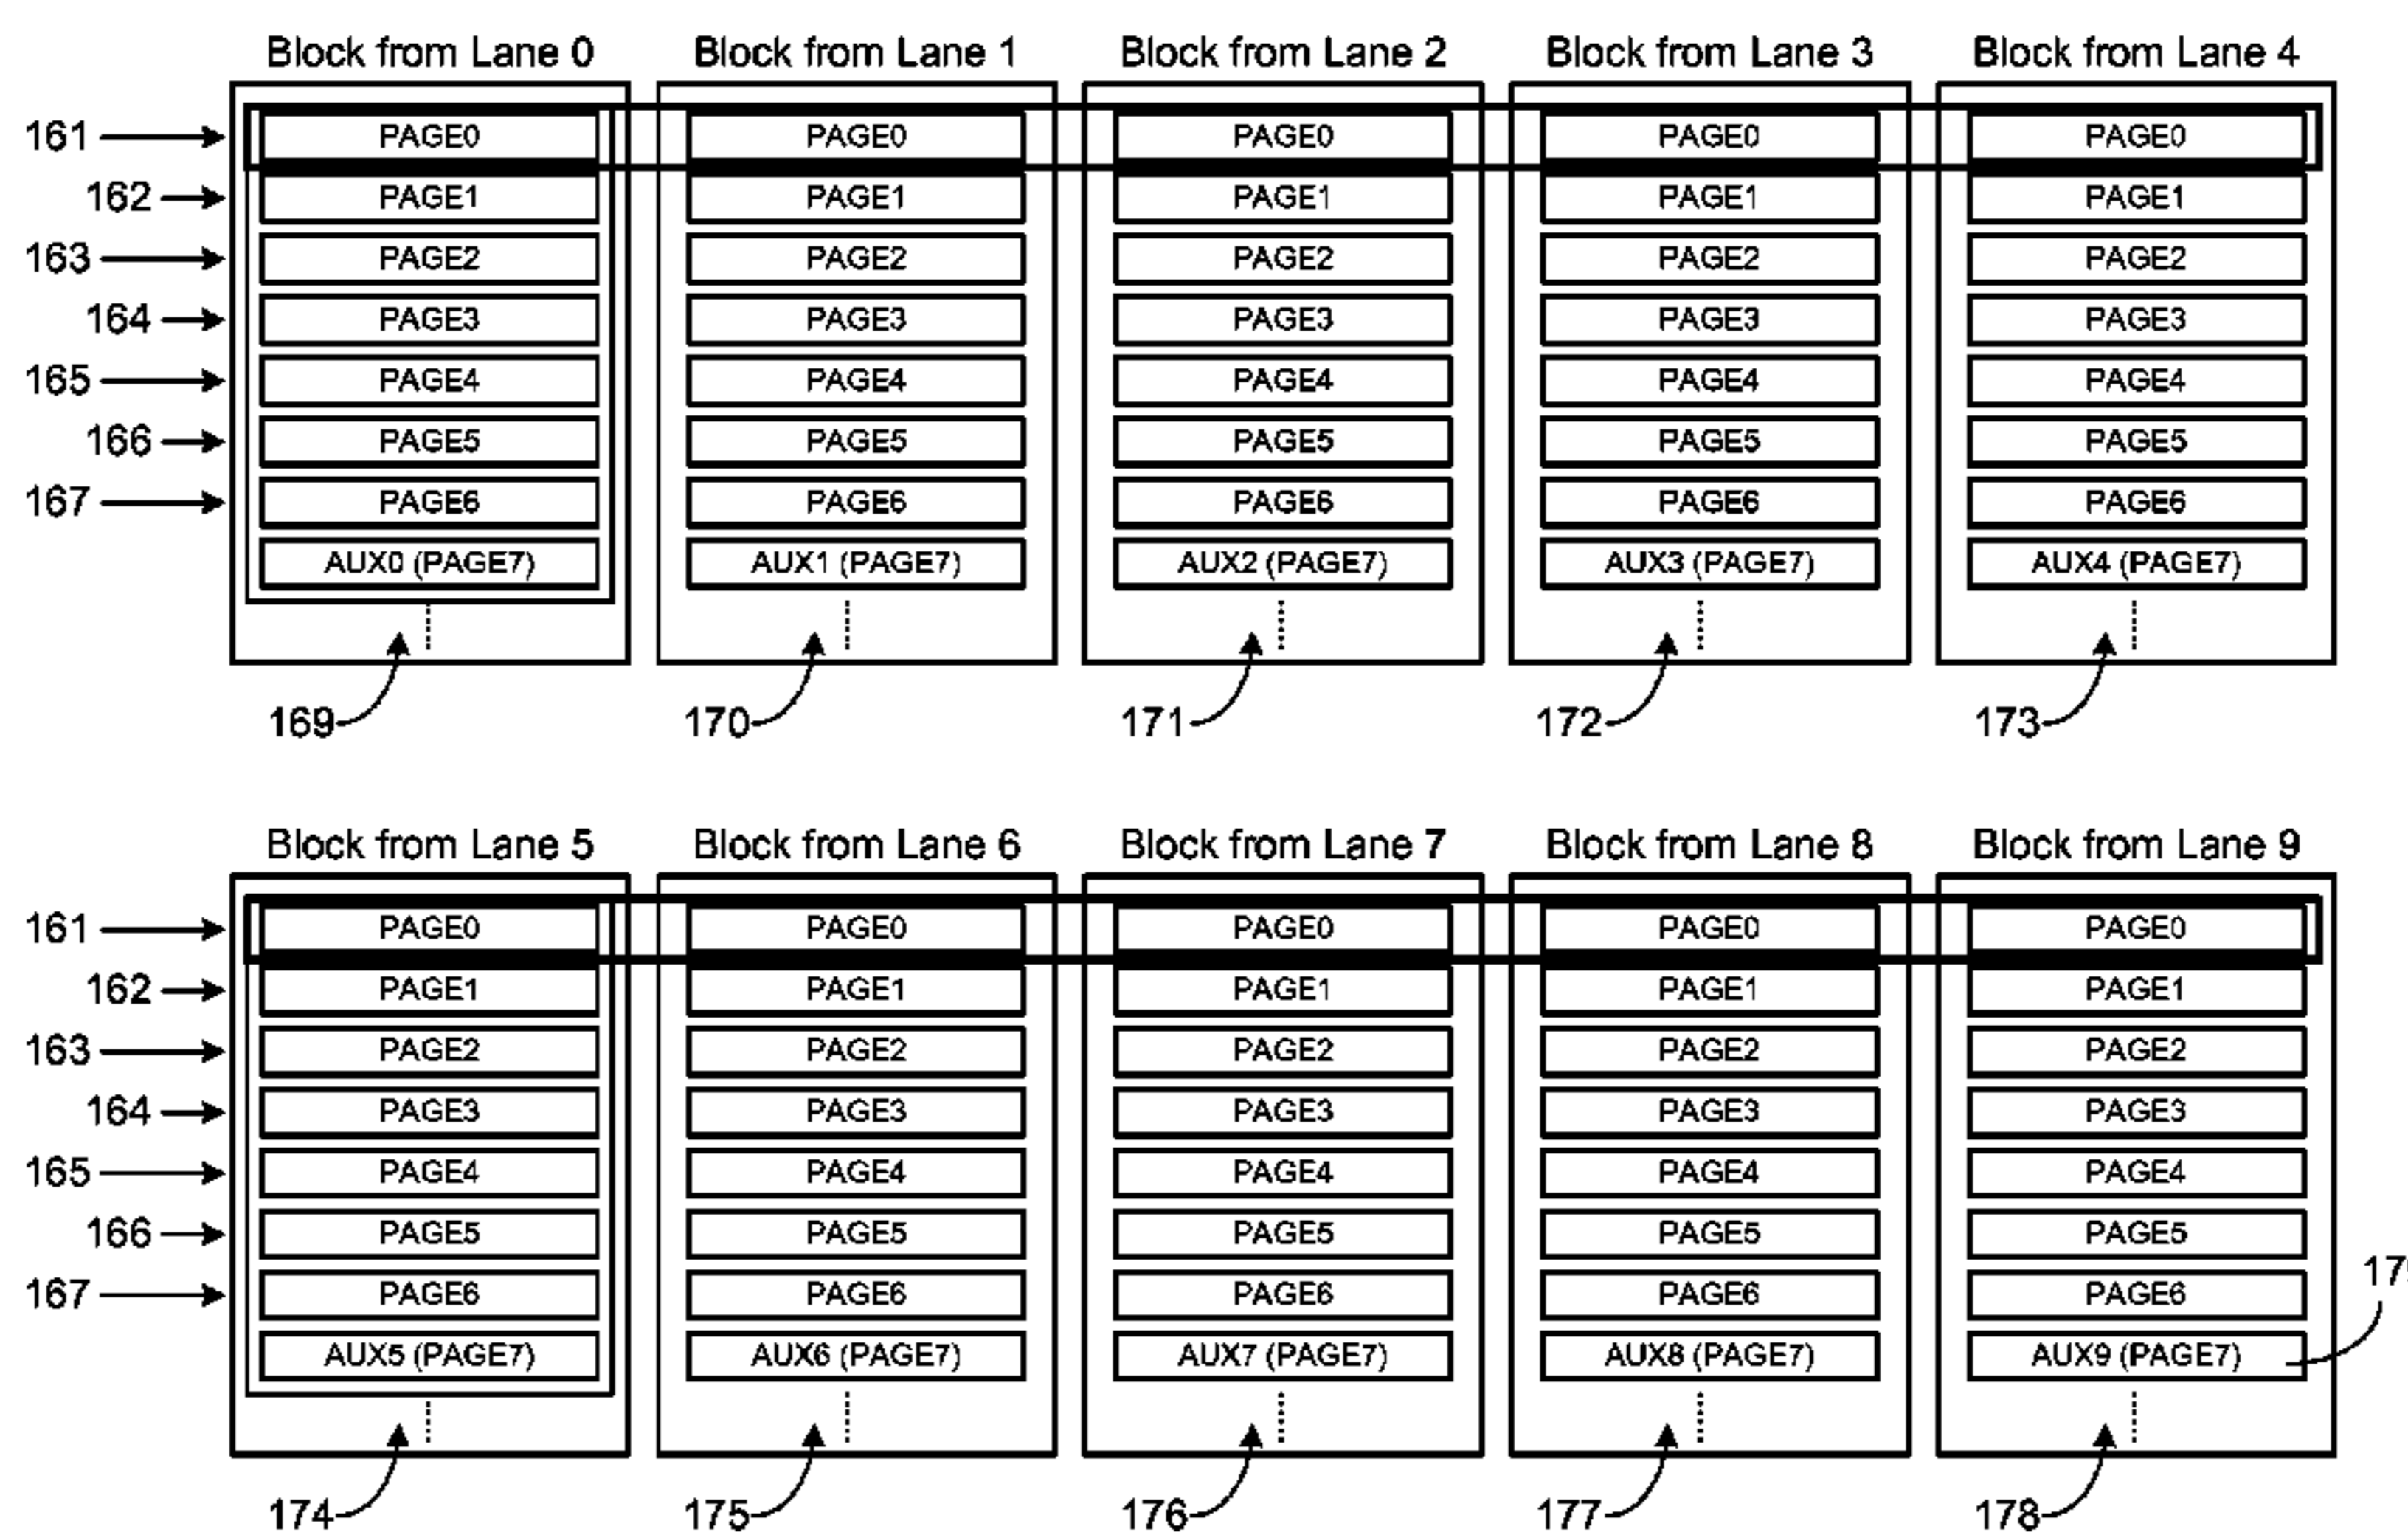 Block from Lane 0 Block from Lane 1 Block from Lane 2 Block from Lane 3 Block from Lane 4
161 PAGE0 PAGE0 PAGE0 PAGE0 PAGE0
162 PAGE1 PAGE1 PAGE1 PAGE1 PAGE1
163 PAGE2 PAGE2 PAGE2 PAGE2 PAGE2
164 PAGE3 PAGE3 PAGE3 PAGE3 PAGE3
165 PAGE4 PAGE4 PAGE4 PAGE4 PAGE4
166 PAGE5 PAGE5 PAGE5 PAGE5 PAGE5
167 PAGE6 PAGE6 PAGE6 PAGE6 PAGE6
AUX0 (PAGE7) AUX1 (PAGE7) AUX2 (PAGE7) AUX3 (PAGE7) AUX4 (PAGE7)
169 170 171 172 173
Block from Lane 5 Block from Lane 6 Block from Lane 7 Block from Lane 8 Block from Lane 9
161 PAGE0 PAGE0 PAGE0 PAGE0 PAGE0
162 PAGE1 PAGE1 PAGE1 PAGE1 PAGE1
163 PAGE2 PAGE2 PAGE2 PAGE2 PAGE2
164 PAGE3 PAGE3 PAGE3 PAGE3 PAGE3
165 PAGE4 PAGE4 PAGE4 PAGE4 PAGE4
166 PAGE5 PAGE5 PAGE5 PAGE5 PAGE5
167 PAGE6 PAGE6 PAGE6 PAGE6 PAGE6
AUX5 (PAGE7) AUX6 (PAGE7) AUX7 (PAGE7) AUX8 (PAGE7) AUX9 (PAGE7)
174 175 176 177 178